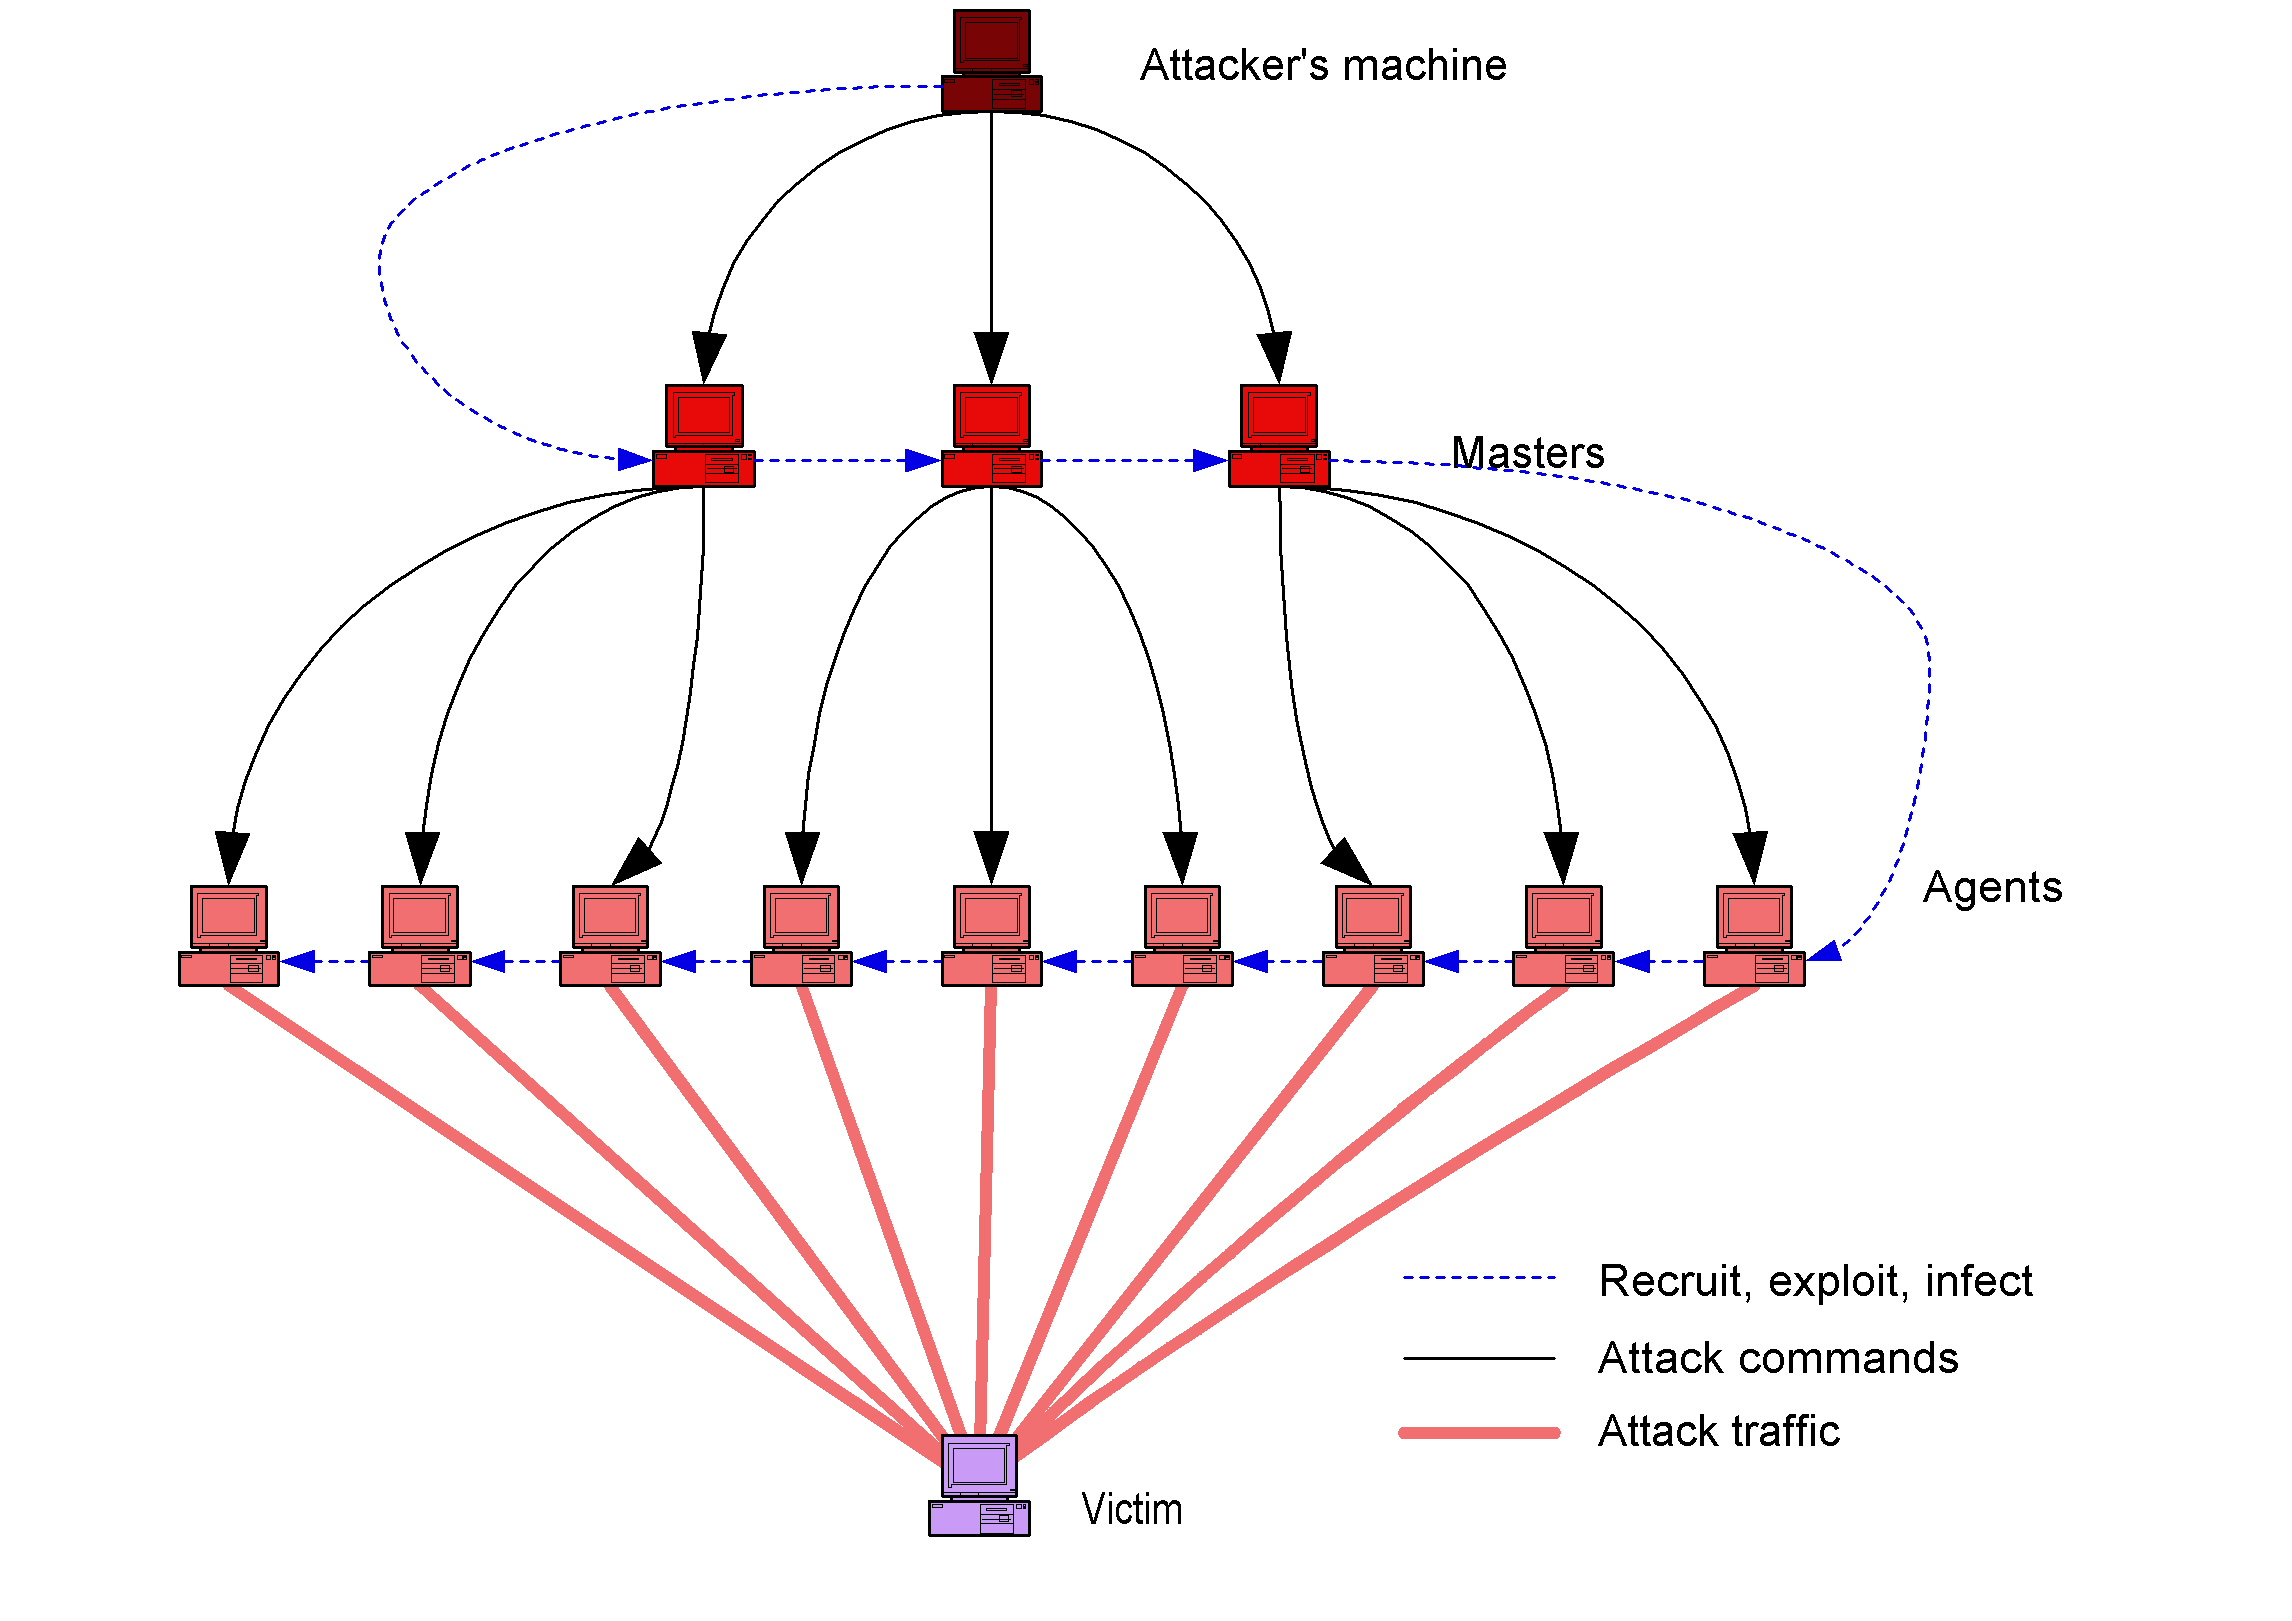 Attacker's machine
Masters
Agents
Recruit, exploit, infect
Attack commands
Attack traffic
Victim